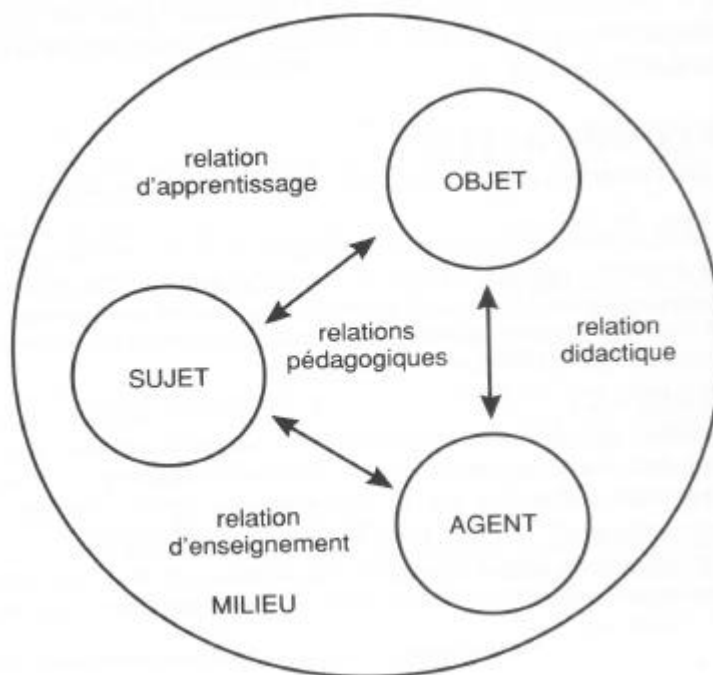 relation
d'apprentissage
OBJET
relations
pédagogiques
relation
didactique
SUJET
relation
d'enseignement
AGENT
MILIEU